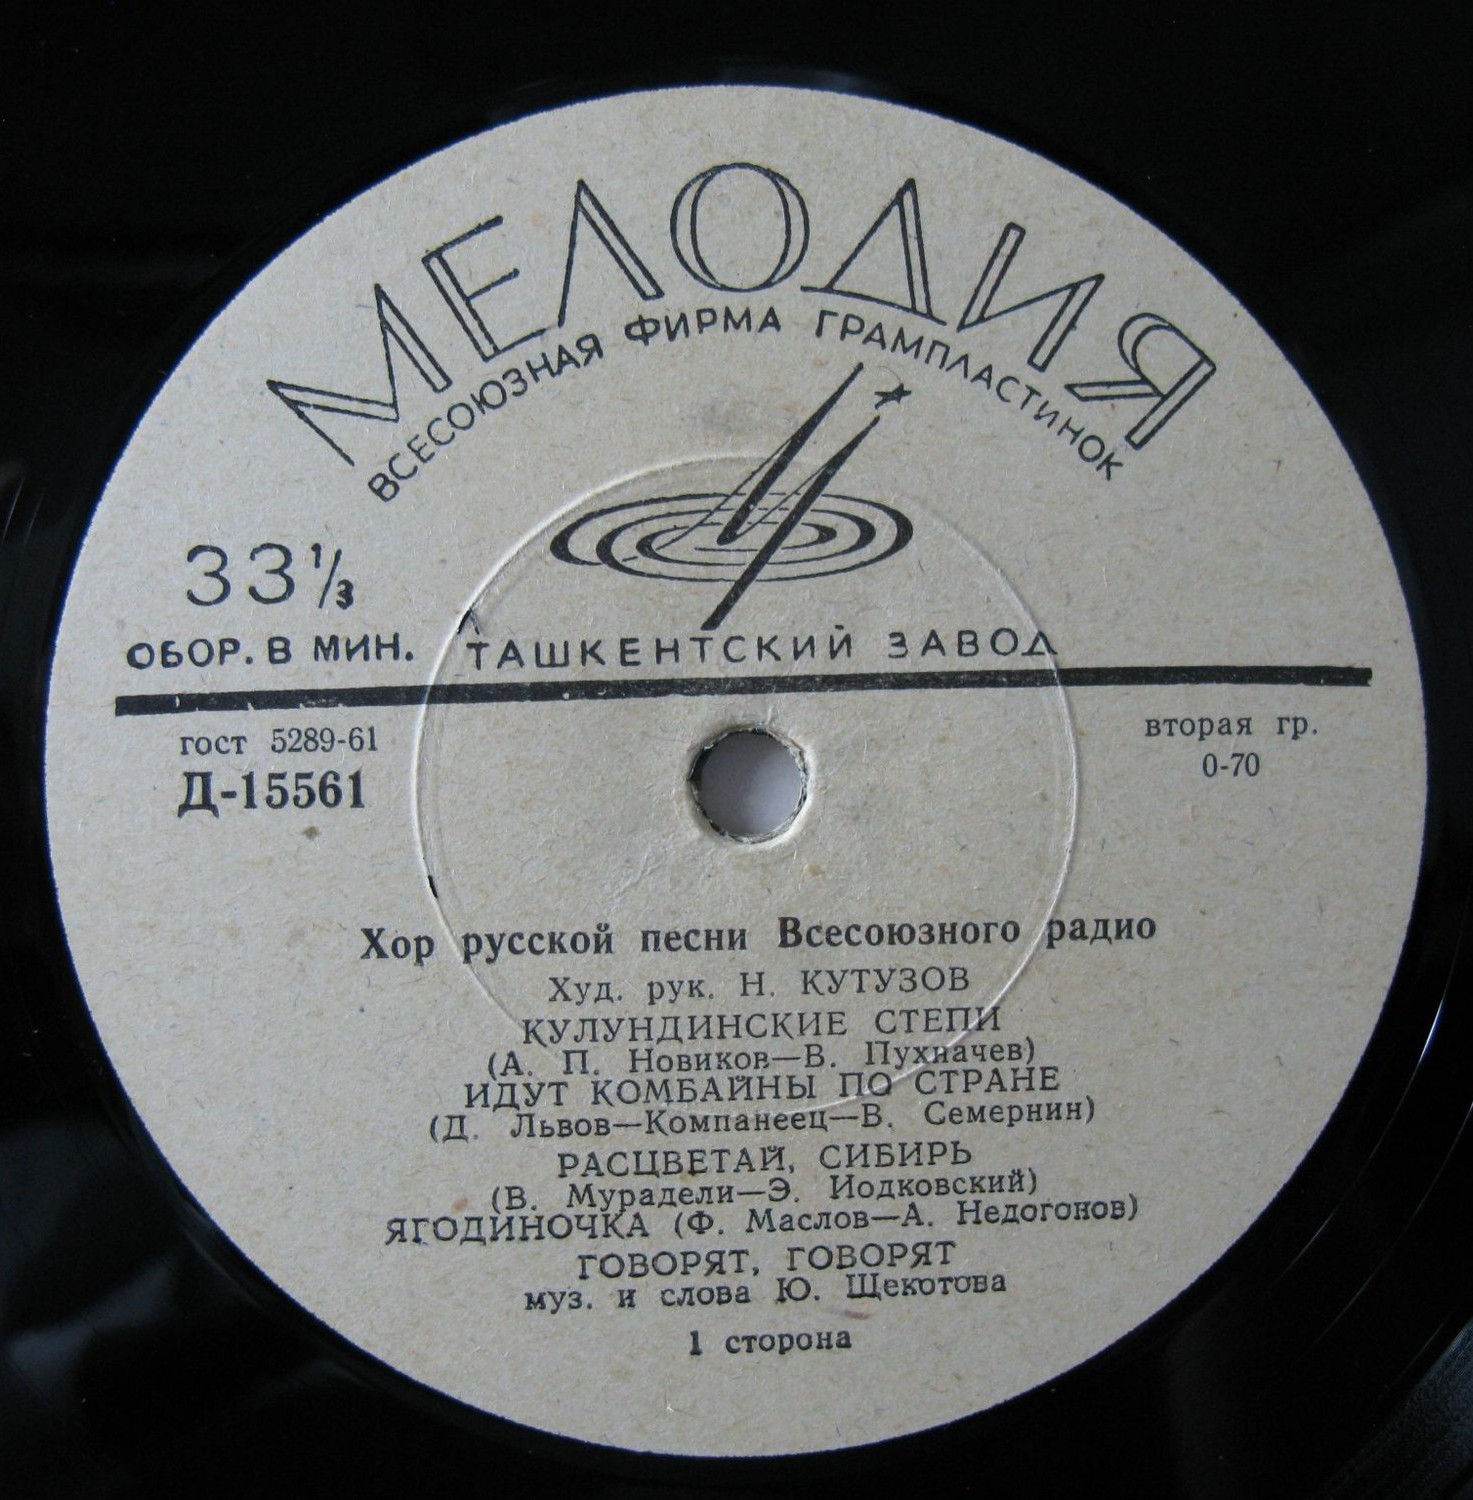 МЕЛОДИЯ
ВСЕСОЮЗНАЯ ФИРМА ГРАМПЛАСТИНОК
33⅓
ОБОР. В МИН.
ТАШКЕНТСКИЙ ЗАВОД
гост 5289-61
Д-15561
вторая гр.
0-70
Хор русской песни Всесоюзного радио
Худ. рук. Н. КУТУЗОВ
КУЛУНДИНСКИЕ СТЕПИ
(А. П. Новиков—В. Пухначев)
ИДУТ КОМБАЙНЫ ПО СТРАНЕ
(Д. Львов—Компанеец—В. Семернин)
РАСЦВЕТАЙ, СИБИРЬ
(В. Мурадели—Э. Иодковский)
ЯГОДИНОЧКА (Ф. Маслов—А. Недогонов)
ГОВОРЯТ, ГОВОРЯТ
муз. и слова Ю. Щекотова
1 сторона